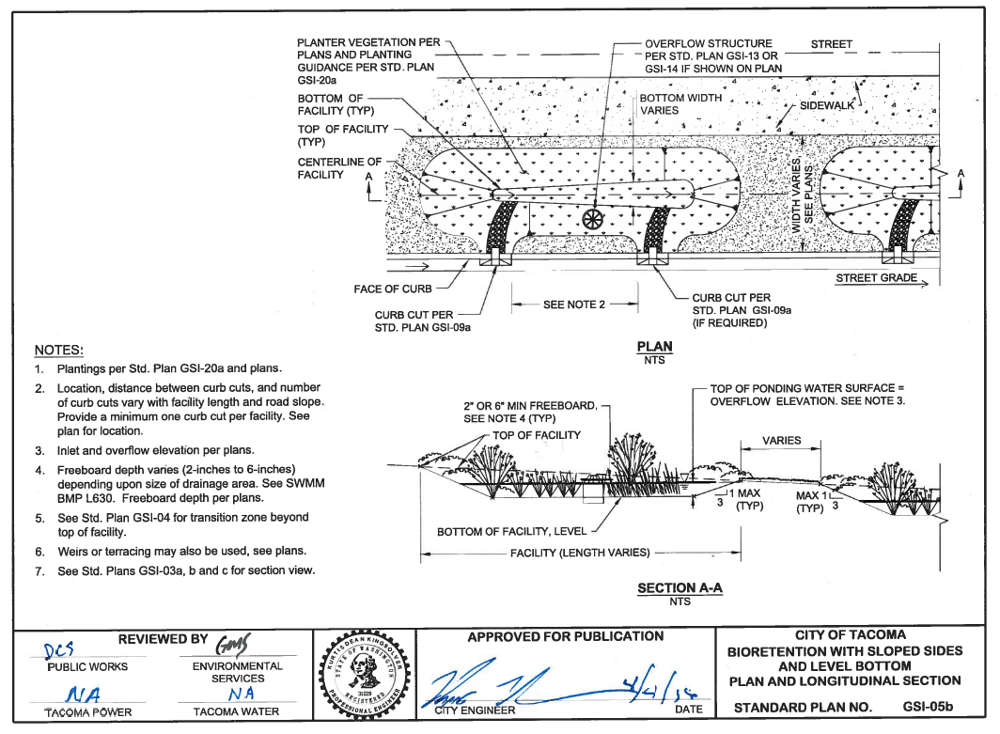 PLANTER VEGETATION PER
PLANS AND PLANTING
GUIDANCE PER STD. PLAN
GSI-20a
BOTTOM OF
FACILITY (TYP)
TOP OF FACILITY
(TYP)
CENTERLINE OF
FACILITY
A
OVERFLOW STRUCTURE
PER STD. PLAN GSI-13 OR
GSI-14 IF SHOWN ON PLAN
STREET
BOTTOM WIDTH
VARIES
SIDEWALK
WIDTH VARIES,
SEE PLANS
A
FACE OF CURB
CURB CUT PER
STD. PLAN GSI-09a
SEE NOTE 2
CURB CUT PER
STD. PLAN GSI-09a
(IF REQUIRED)
STREET GRADE
PLAN
NTS
NOTES:
1. Plantings per Std. Plan GSI-20a and plans.
2. Location, distance between curb cuts, and number
of curb cuts vary with facility length and road slope.
Provide a minimum one curb cut per facility. See
plan for location.
3. Inlet and overflow elevation per plans.
4. Freeboard depth varies (2-inches to 6-inches)
depending upon size of drainage area. See SWMM
BMP L630. Freeboard depth per plans.
5. See Std. Plan GSI-04 for transition zone beyond
top of facility.
6. Weirs or terracing may also be used, see plans.
7. See Std. Plans GSI-03a, b and c for section view.
2" OR 6" MIN FREEBOARD,
SEE NOTE 4 (TYP)
TOP OF FACILITY
TOP OF PONDING WATER SURFACE =
OVERFLOW ELEVATION. SEE NOTE 3.
VARIES
1 MAX
3 (TYP)
MAX 1
(TYP) 3
BOTTOM OF FACILITY, LEVEL
FACILITY (LENGTH VARIES)
SECTION A-A
NTS
REVIEWED BY
DCS
PUBLIC WORKS
GMS
ENVIRONMENTAL
SERVICES
NA
TACOMA POWER
NA
TACOMA WATER
KURTIS DEAN KINGSOLVER
STATE OF WASHINGTON
31229
REGISTERED
PROFESSIONAL ENGINEER
APPROVED FOR PUBLICATION
CITY ENGINEER
DATE
CITY OF TACOMA
BIORETENTION WITH SLOPED SIDES
AND LEVEL BOTTOM
PLAN AND LONGITUDINAL SECTION
STANDARD PLAN NO. GSI-05b